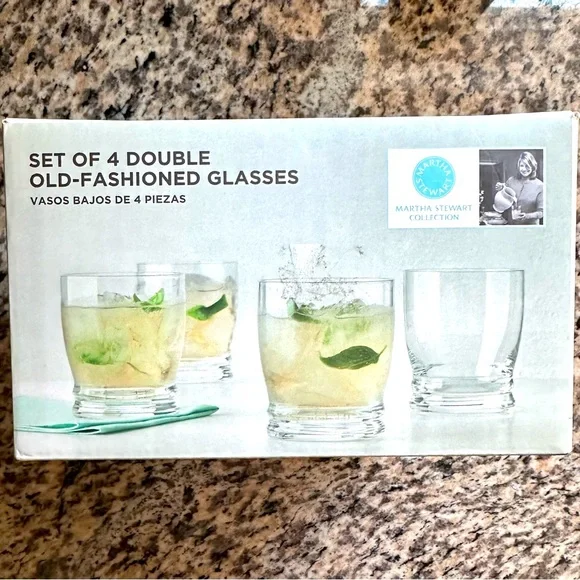 SET OF 4 DOUBLE
OLD-FASHIONED GLASSES
VASOS BAJOS DE 4 PIEZAS
MARTHA STEWART
MARTHA STEWART
COLLECTION